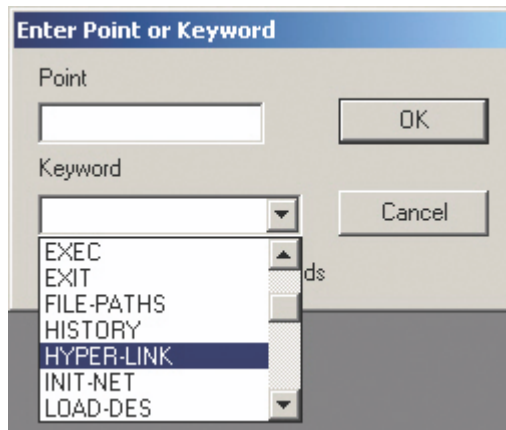 Enter Point or Keyword
Point
OK
Keyword
Cancel
ds
EXEC
EXIT
FILE-PATHS
HISTORY
HYPER-LINK
INIT-NET
LOAD-DES